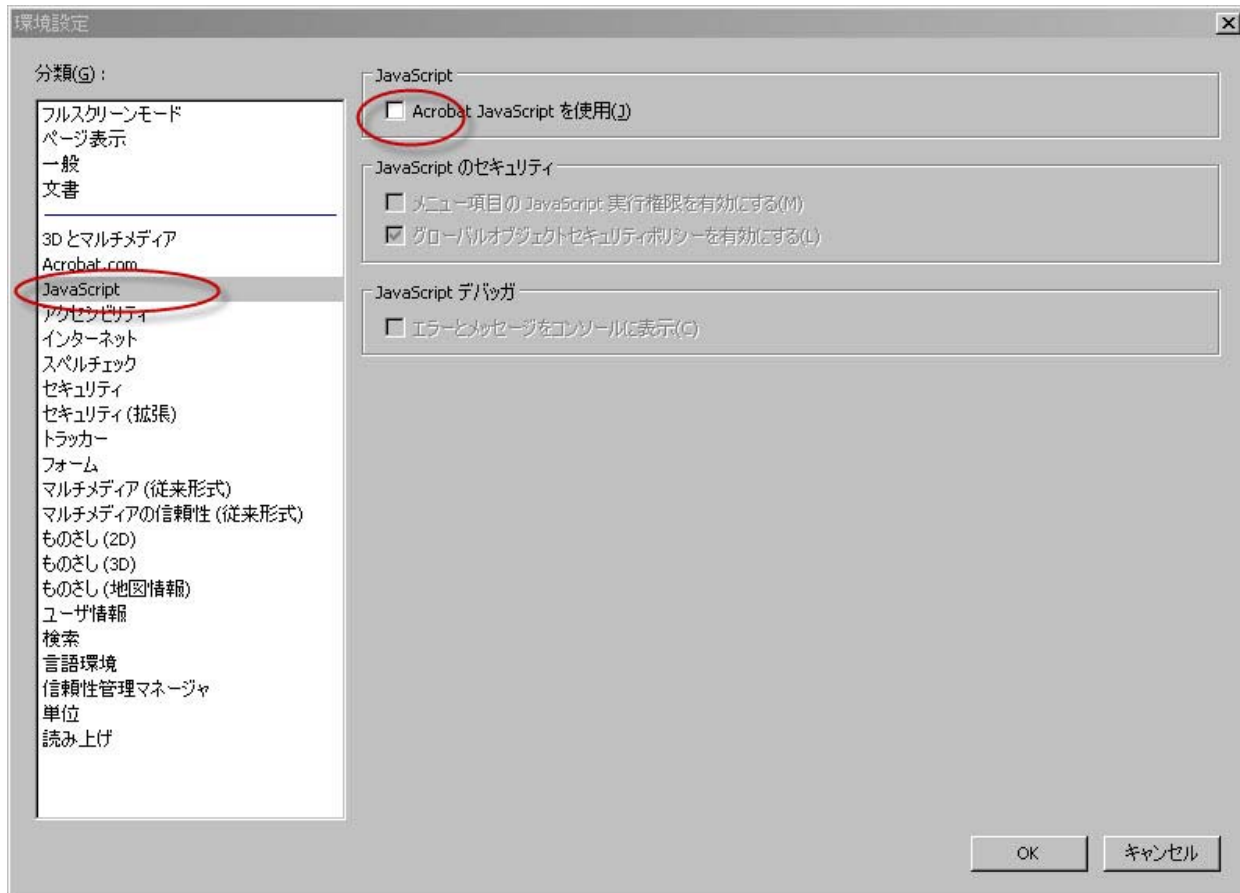 環境設定
分類(G):
フルスクリーンモード
ページ表示
一般
文書
3D とマルチメディア
Acrobat.com
JavaScript
アクセシビリティ
インターネット
スペルチェック
セキュリティ
セキュリティ (拡張)
トラッカー
フォーム
マルチメディア (従来形式)
マルチメディアの信頼性 (従来形式)
ものさし (2D)
ものさし (3D)
ものさし (地図情報)
ユーザ情報
検索
言語環境
信頼性管理マネージャ
単位
読み上げ
JavaScript
Acrobat JavaScript を使用(J)
JavaScript のセキュリティ
メニュー項目の JavaScript 実行権限を有効にする(M)
グローバルオブジェクトセキュリティポリシーを有効にする(L)
JavaScript デバッガ
エラーとメッセージをコンソールに表示(C)
OK
キャンセル